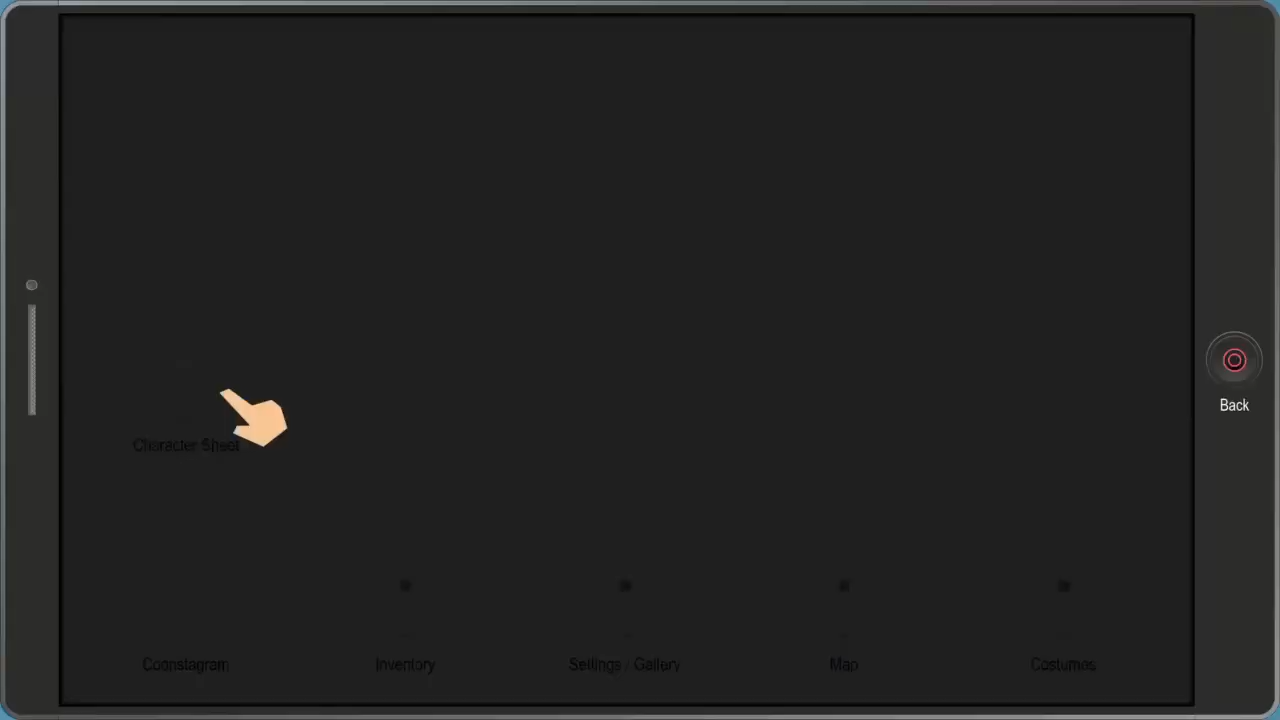 Back
Character Sheet
Coonstagram
Inventory
Settings / Gallery
Map
Costumes